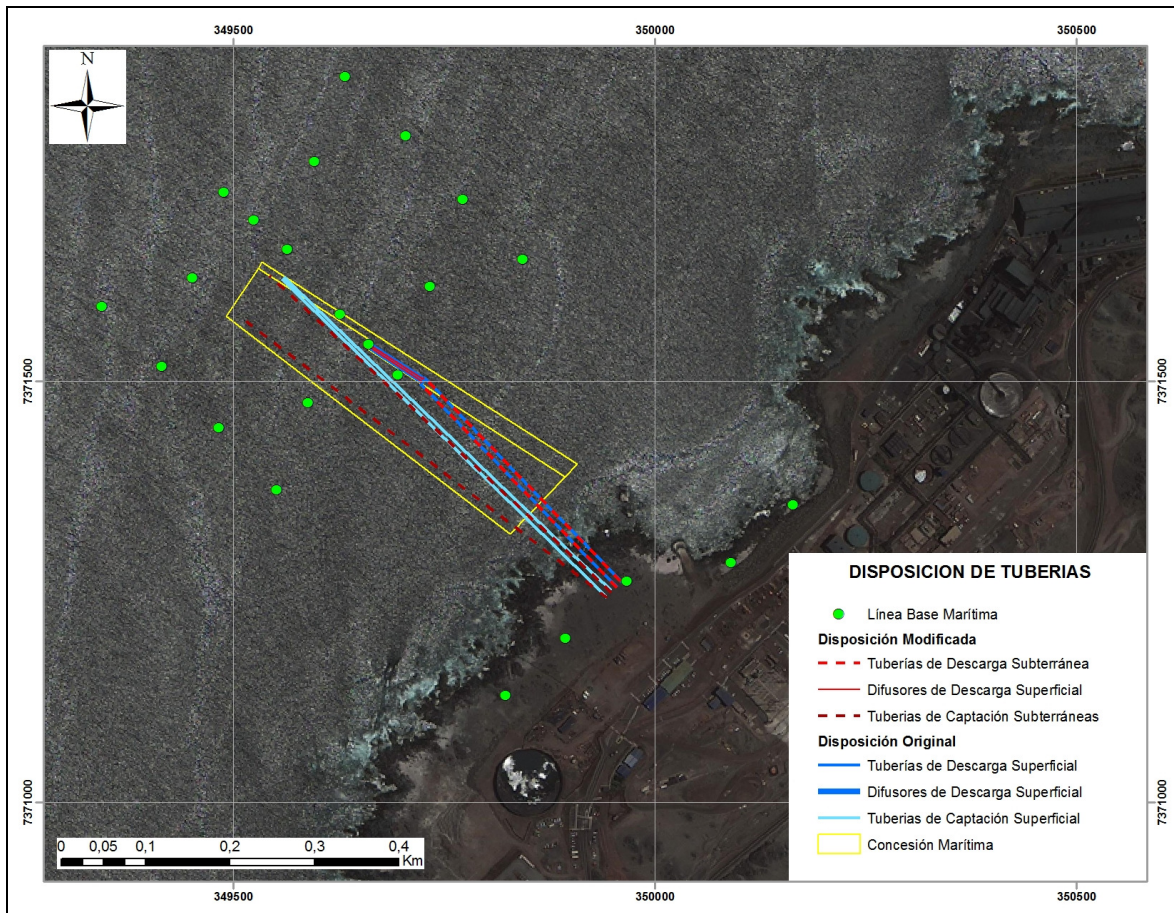 349500 350000 350500
N
7371500 7371500
DISPOSICION DE TUBERIAS
Línea Base Marítima
Disposición Modificada
Tuberías de Descarga Subterránea
Difusores de Descarga Superficial
Tuberias de Captación Subterráneas
Disposición Original
Tuberías de Descarga Superficial
Difusores de Descarga Superficial
Tuberias de Captación Superficial
Concesión Marítima
7371000 7371000
0 0,05 0,1 0,2 0,3 0,4
Km
349500 350000 350500